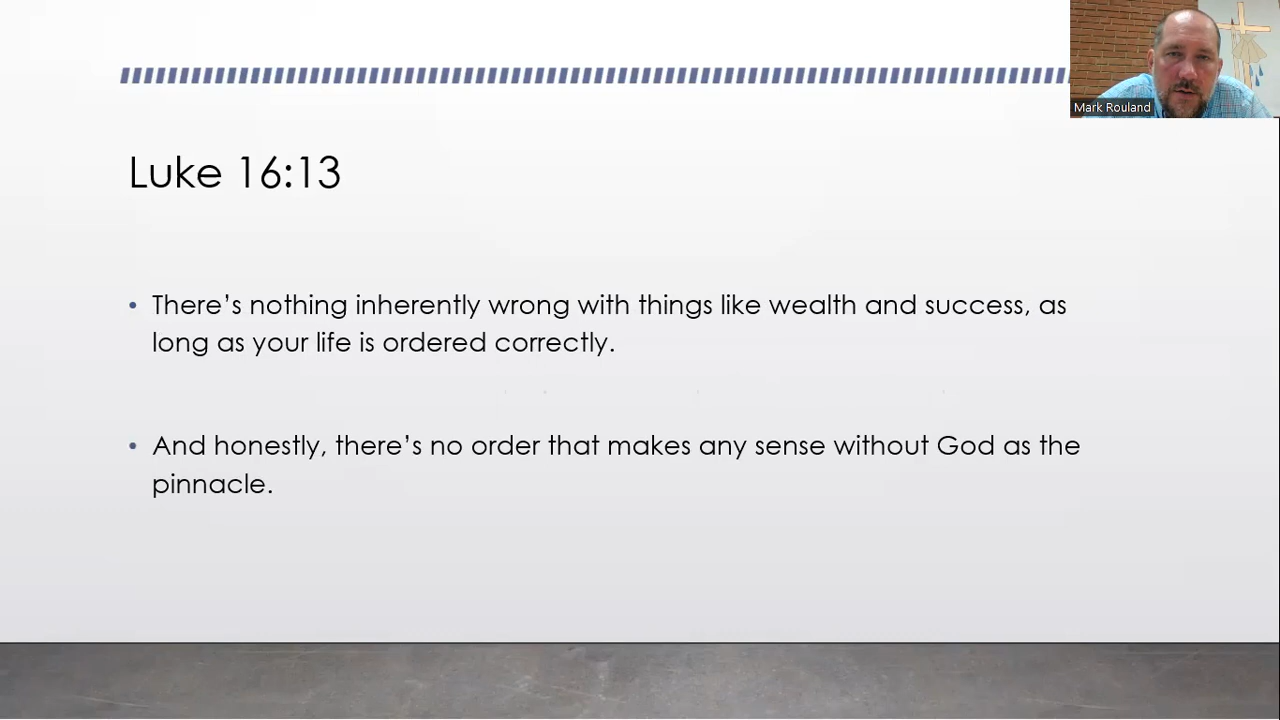 Mark Rouland
Luke 16:13
• There’s nothing inherently wrong with things like wealth and success, as
long as your life is ordered correctly.
• And honestly, there’s no order that makes any sense without God as the
pinnacle.